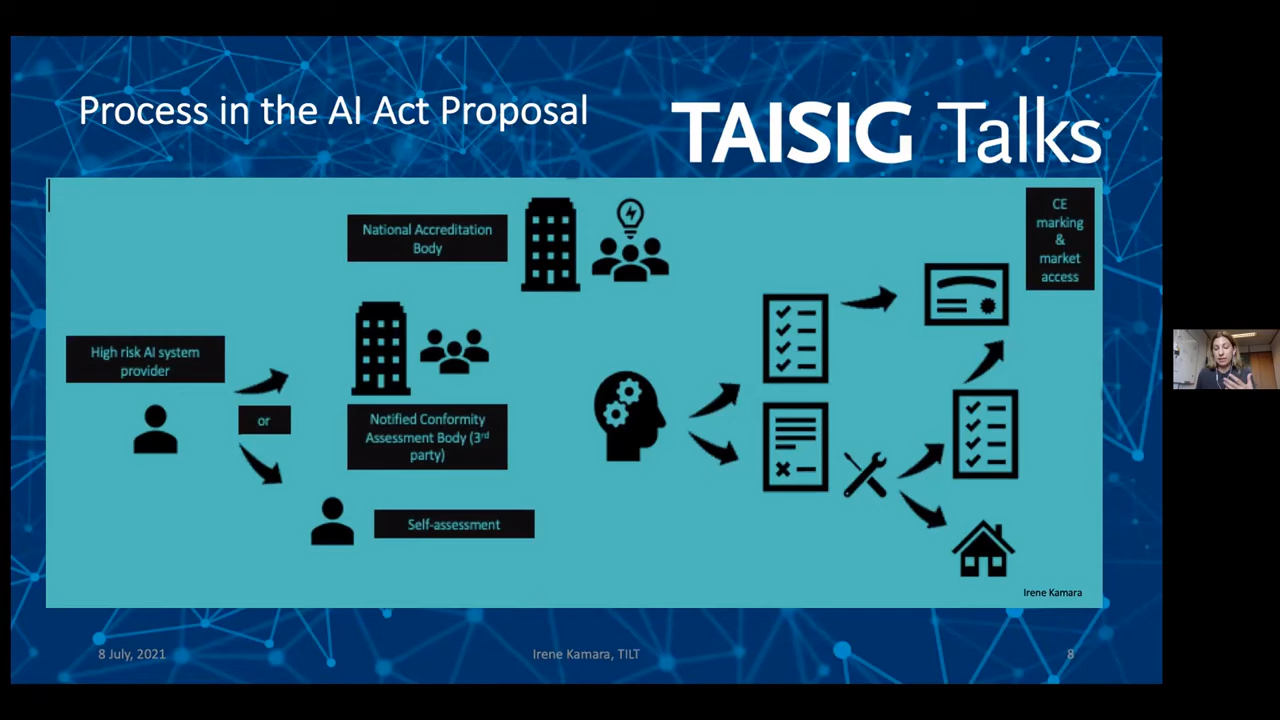 Process in the AI Act Proposal
TAISIG Talks
National Accreditation
Body
CE
marking
&
market
access
High risk AI system
provider
or
Notified Conformity
Assessment Body (3rd
party)
Self-assessment
Irene Kamara
8 July, 2021
Irene Kamara, TILT
8